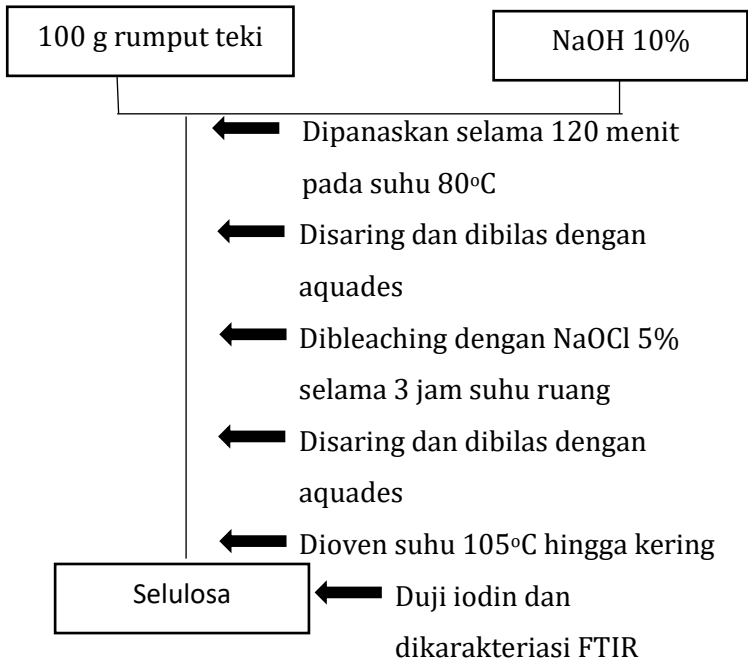 100 g rumput teki
NaOH 10%
Dipanaskan selama 120 menit
pada suhu 80ᵒC
Disaring dan dibilas dengan
aquades
Dibleaching dengan NaOCl 5%
selama 3 jam suhu ruang
Disaring dan dibilas dengan
aquades
Dioven suhu 105ᵒC hingga kering
Selulosa
Duji iodin dan
dikarakteriasi FTIR